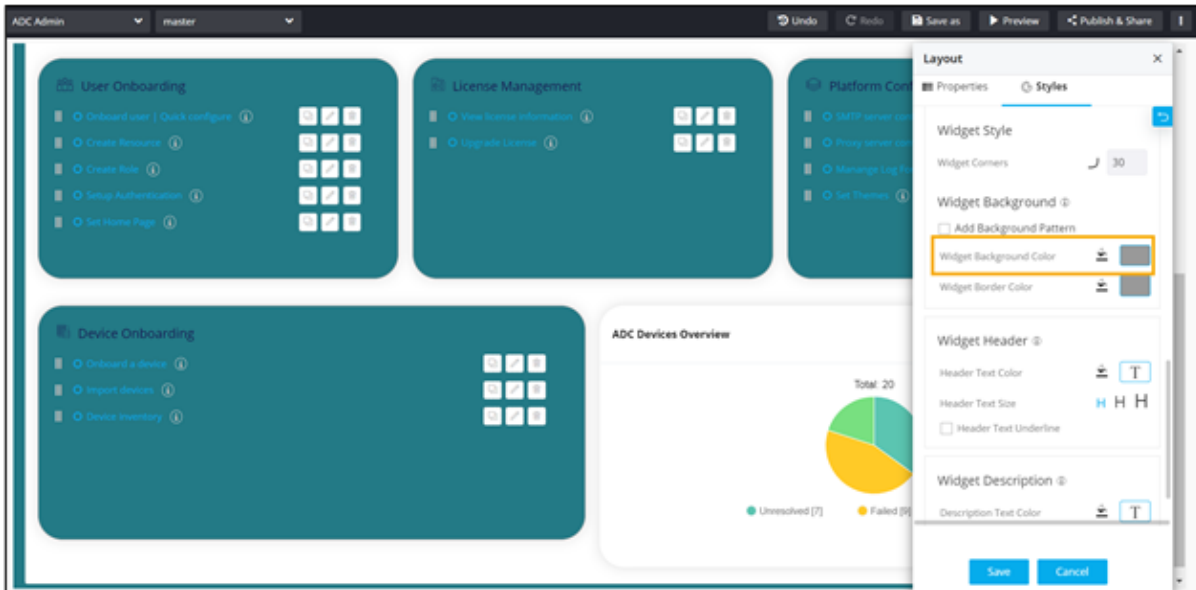 ADC Admin
master
Undo
Redo
Save as
Preview
Publish & Share
User Onboarding
Onboard user | Quick configure
Create Resource
Create Role
Setup Authentication
Set Home Page
License Management
View license information
Upgrade License
Platform Conf
SMTP server con
Proxy server con
Manange Log
Set Themes
Device Onboarding
Onboard a device
Import devices
Device Inventory
ADC Devices Overview
Total: 20
Unresolved [7]
Failed [9]
Layout
Properties
Styles
Widget Style
Widget Corners
30
Widget Background
Add Background Pattern
Widget Background Color
Widget Border Color
Widget Header
Header Text Color
T
Header Text Size
H H H
Header Text Underline
Widget Description
Description Text Color
T
Save
Cancel